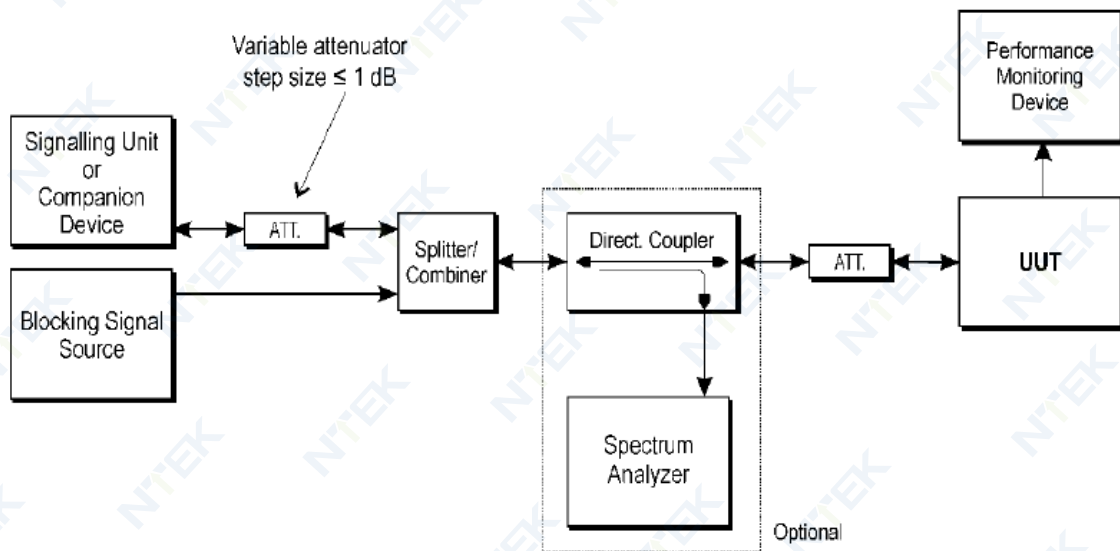 Variable attenuator
step size ≤ 1 dB
Performance
Monitoring
Device
Signalling Unit
or
Companion
Device
ATT.
Splitter/
Combiner
Direct. Coupler
ATT.
UUT
Blocking Signal
Source
Spectrum
Analyzer
Optional
NTEK